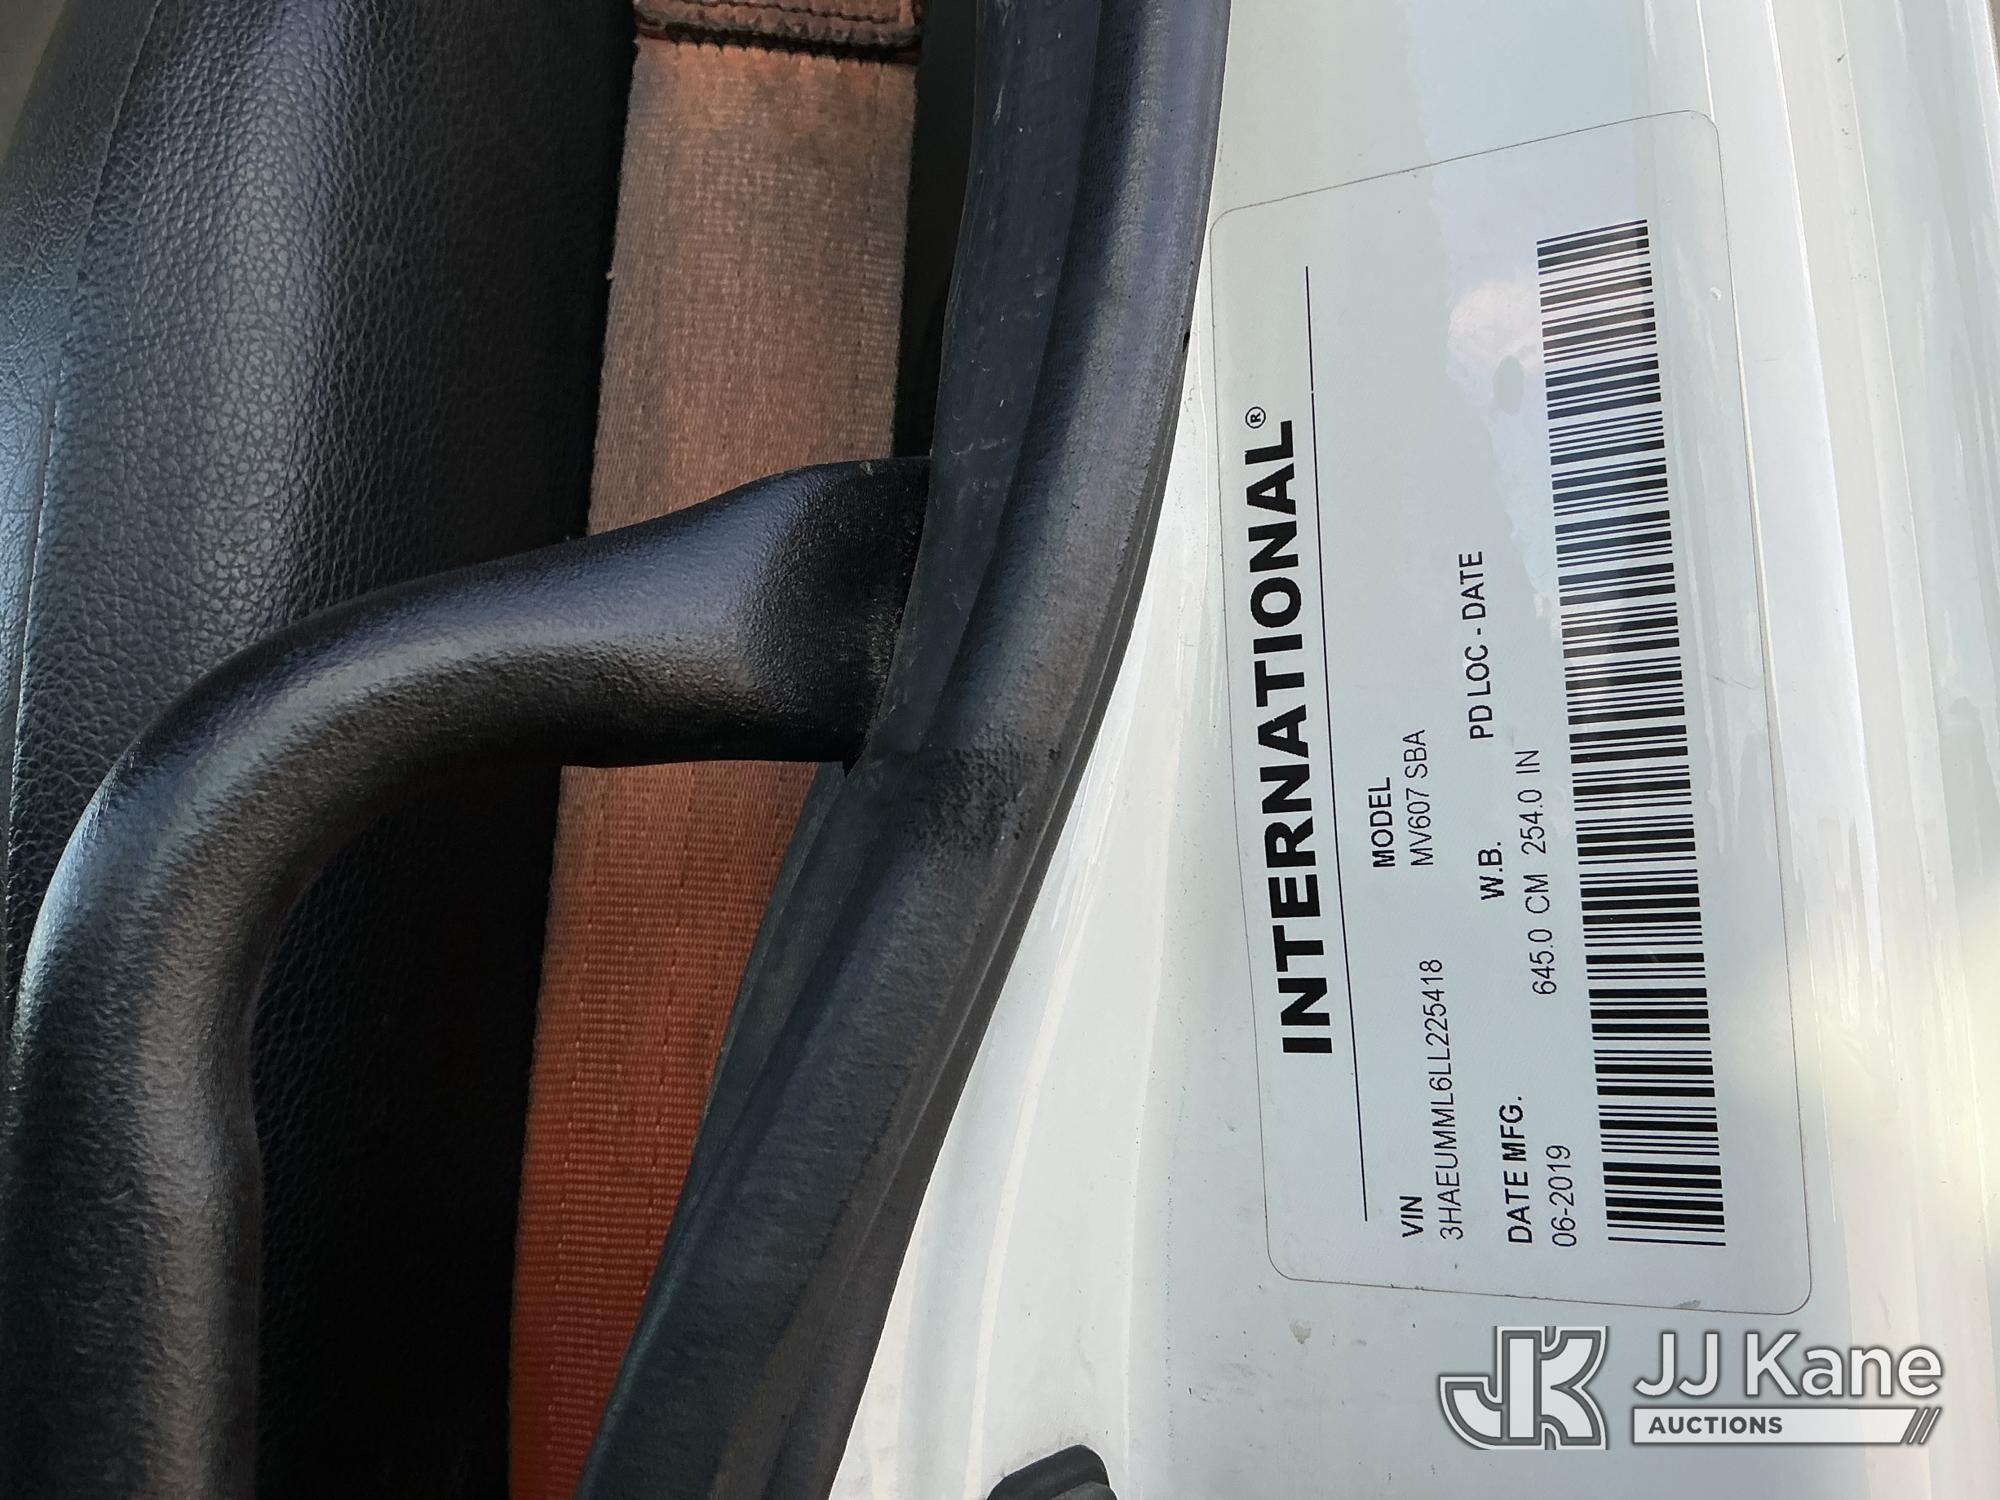 INTERNATIONAL®
VIN MODEL
3HAEUMML6LL225418 MV607 SBA
DATE MFG. W.B. PD LOC - DATE
06-2019 645.0 CM 254.0 IN
JJ Kane
AUCTIONS